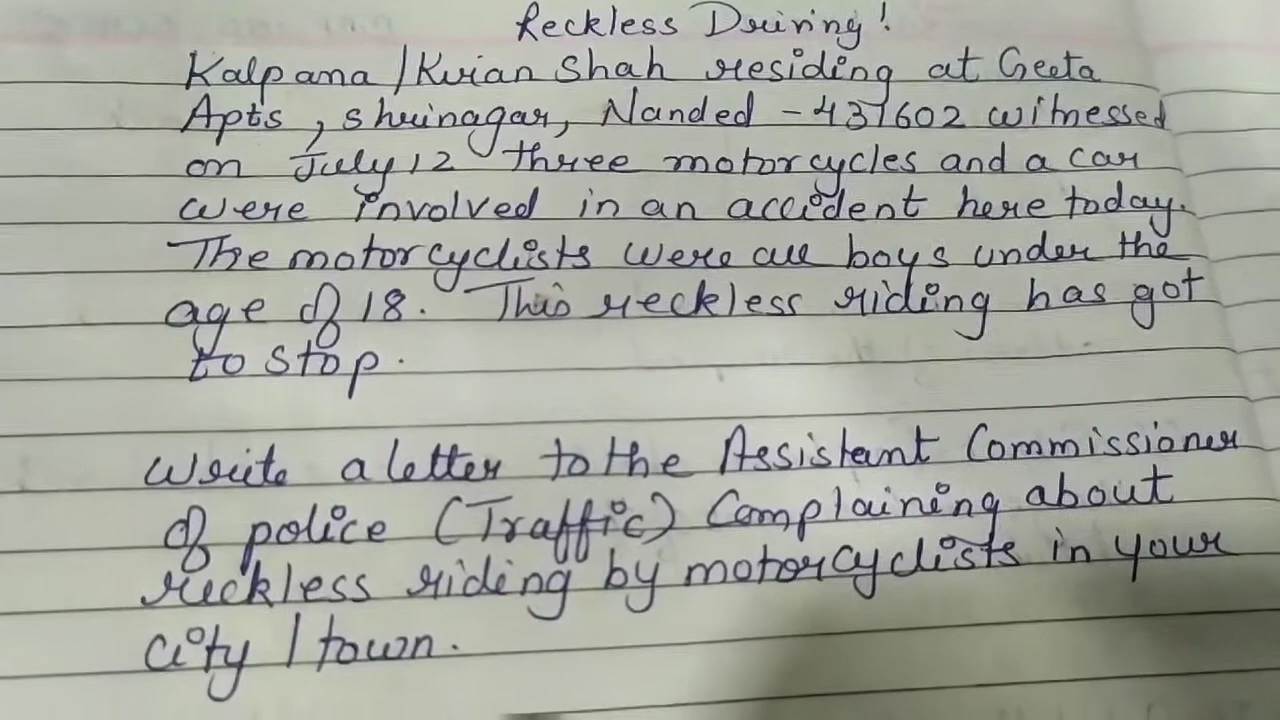 Reckless Driving!
Kalpana / Kiran Shah residing at Geeta
Apts, Shrinagar, Nanded - 431602 witnessed
on July 12 three motorcycles and a car
were involved in an accident here today.
The motorcyclists were all boys under the
age of 18. This reckless riding has got
to stop.
Write a letter to the Assistant Commissioner
of police (Traffic) Complaining about
reckless riding by motorcyclists in your
city / town.